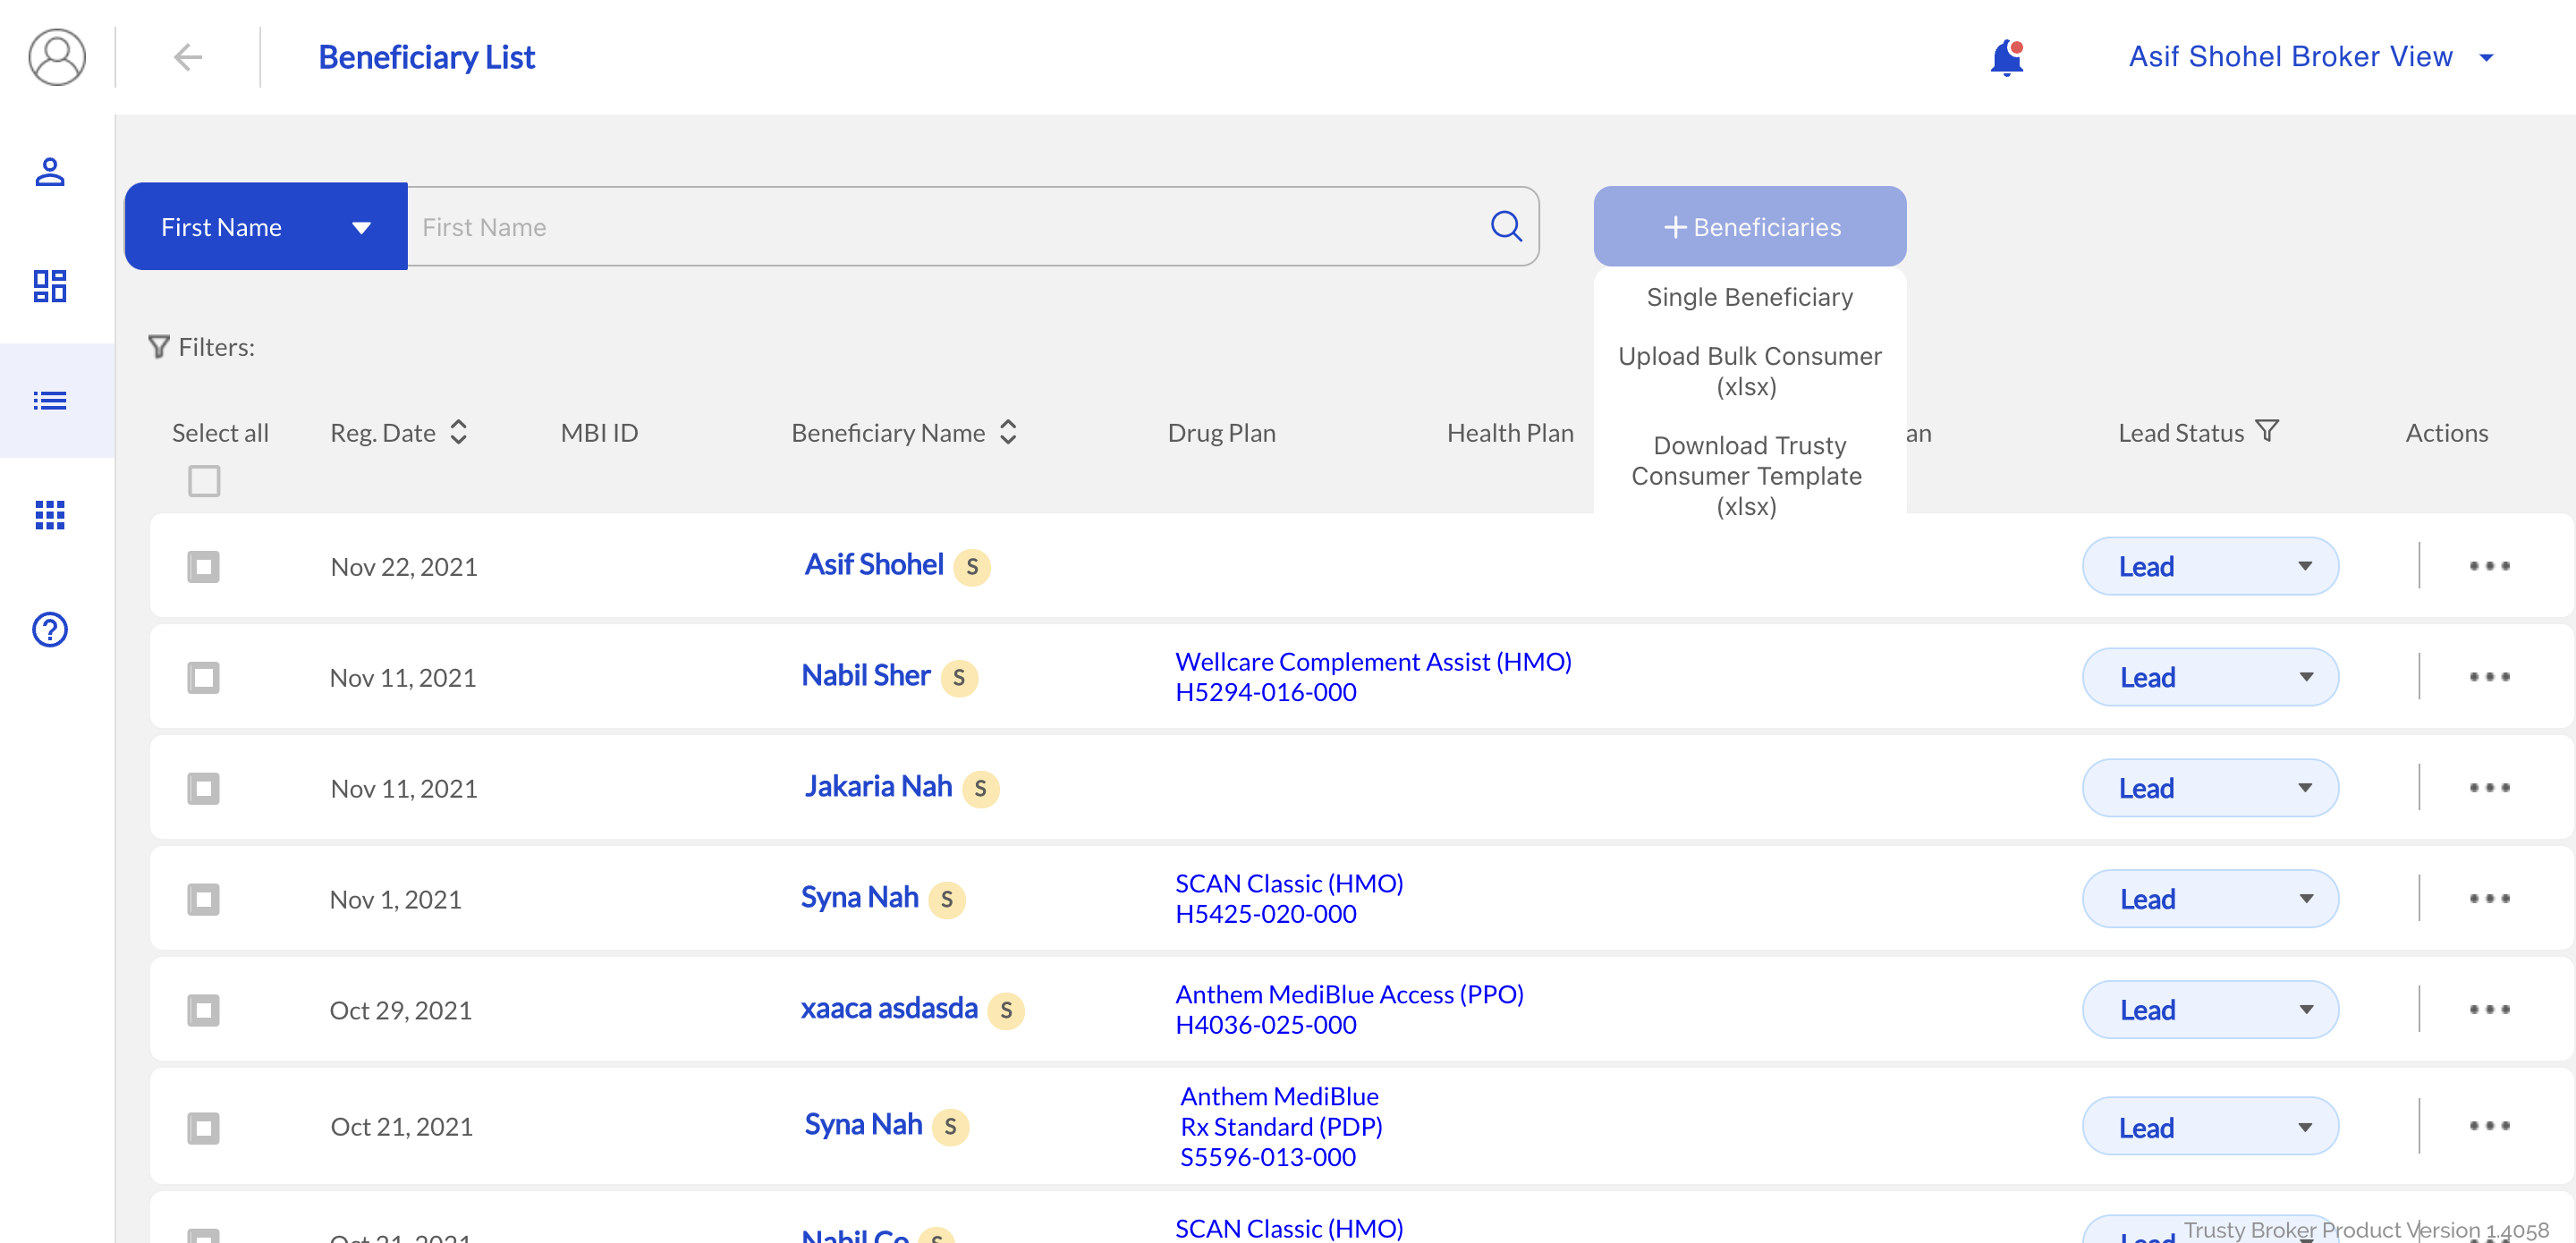 Beneficiary List
Asif Shohel Broker View
First Name
First Name
+ Beneficiaries
Single Beneficiary
Upload Bulk Consumer
(xlsx)
Download Trusty
Consumer Template
(xlsx)
Filters:
Select all Reg. Date MBI ID Beneficiary Name Drug Plan Health Plan an Lead Status Actions
Nov 22, 2021 Asif Shohel S Lead
Nov 11, 2021 Nabil Sher S Wellcare Complement Assist (HMO)
H5294-016-000 Lead
Nov 11, 2021 Jakaria Nah S Lead
Nov 1, 2021 Syna Nah S SCAN Classic (HMO)
H5425-020-000 Lead
Oct 29, 2021 xaaca asdasda S Anthem MediBlue Access (PPO)
H4036-025-000 Lead
Oct 21, 2021 Syna Nah S Anthem MediBlue
Rx Standard (PDP)
S5596-013-000 Lead
Oct 21, 2021 Nabil S SCAN Classic (HMO)
Lead
Trusty Broker Product Version 1.4058